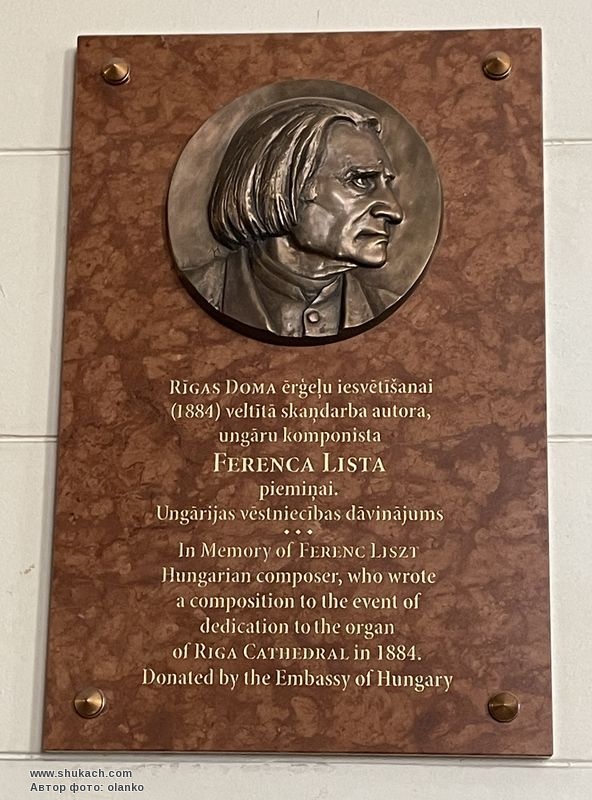 Rīgas Doma ērģeļu iesvētīšanai
(1884) veltītā skaņdarba autora,
ungāru komponista
Ferenca Lista
piemiņai.
Ungārijas vēstniecības dāvinājums
In Memory of Ferenc Liszt
Hungarian composer, who wrote
a composition to the event of
dedication to the organ
of Riga Cathedral in 1884.
Donated by the Embassy of Hungary
www.shukach.com
Автор фото: olanko